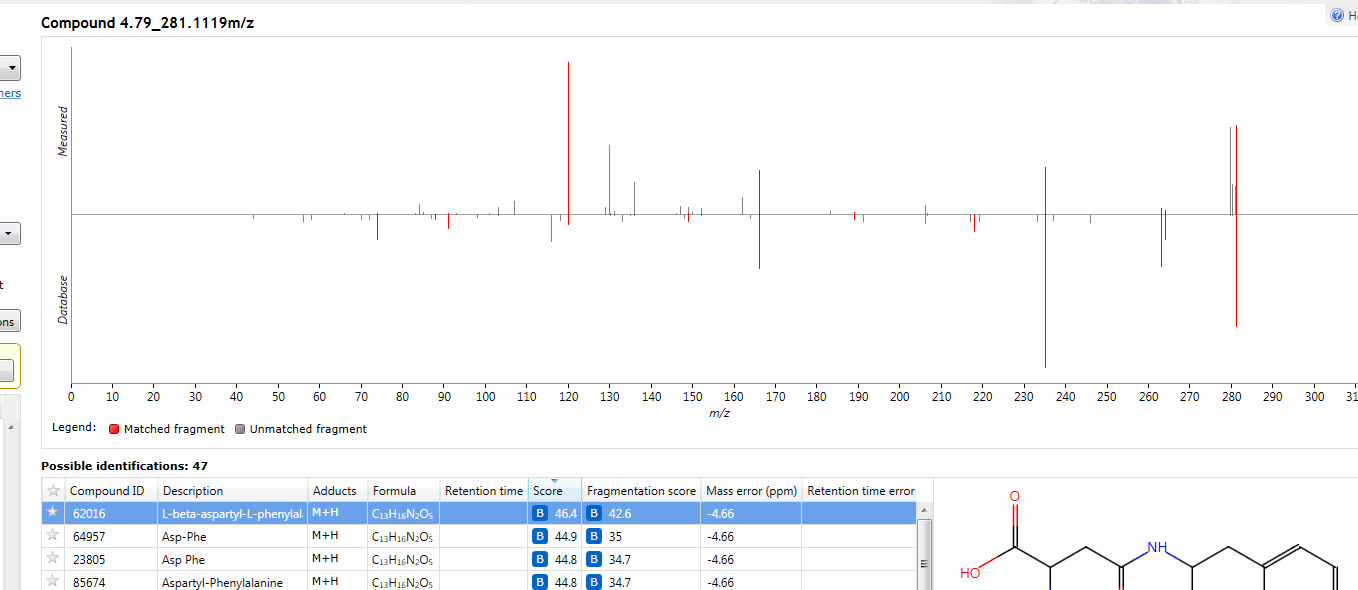 Compound 4.79_281.1119m/z
ners
Measured
Database
t
ons
0 10 20 30 40 50 60 70 80 90 100 110 120 130 140 150 160 170 180 190 200 210 220 230 240 250 260 270 280 290 300 31
m/z
Legend: Matched fragment Unmatched fragment
Possible identifications: 47
Compound ID Description Adducts Formula Retention time Score Fragmentation score Mass error (ppm) Retention time error
62016 L-beta-aspartyl-L-phenylal M+H C₁₃H₁₆N₂O₅ B 46.4 B 42.6 -4.66
64957 Asp-Phe M+H C₁₃H₁₆N₂O₅ B 44.9 B 35 -4.66
23805 Asp Phe M+H C₁₃H₁₆N₂O₅ B 44.8 B 34.7 -4.66
85674 Aspartyl-Phenylalanine M+H C₁₃H₁₆N₂O₅ B 44.8 B 34.7 -4.66
O
NH
HO